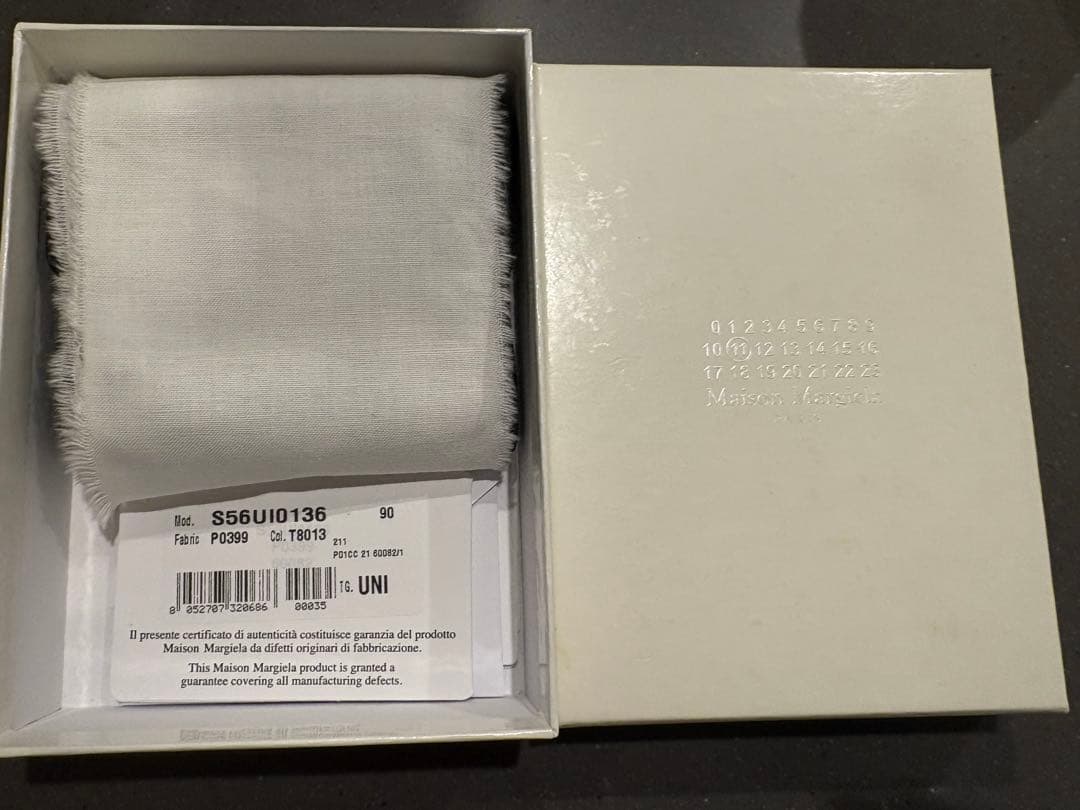 Mod. S56UI0136 90
Fabric P0399 Col. T8013 211
PG1CC 21 60082/1
8 052707 320686 00035
TG. UNI
Il presente certificato di autenticità costituisce garanzia del prodotto
Maison Margiela da difetti originari di fabbricazione.
This Maison Margiela product is granted a
guarantee covering all manufacturing defects.
0 1 2 3 4 5 6 7 8 9
10 11 12 13 14 15 16
17 18 19 20 21 22 23
Maison Margiela